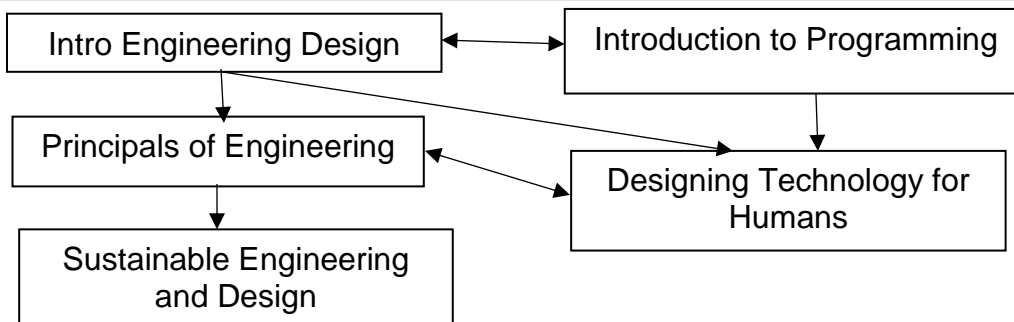 Intro Engineering Design
Introduction to Programming
Principals of Engineering
Designing Technology for
Humans
Sustainable Engineering
and Design